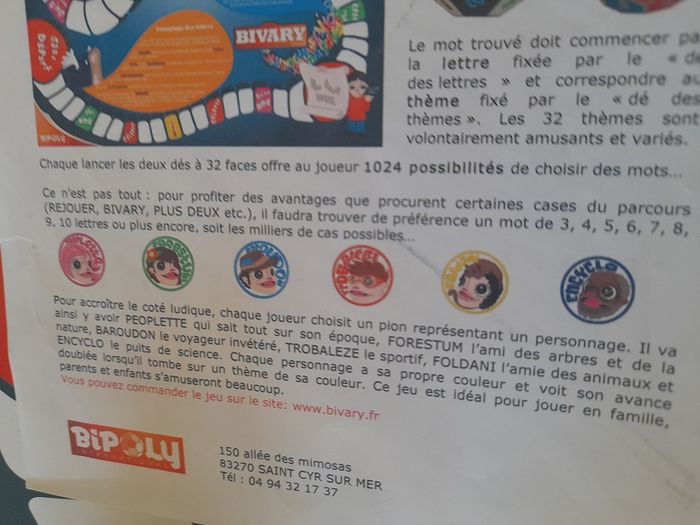 BIVARY
BiPOLY
Le mot trouvé doit commencer pa
la lettre fixée par le « dé
des lettres » et correspondre a
thème fixé par le « dé des
thèmes ». Les 32 thèmes sont
volontairement amusants et variés.
Chaque lancer les deux dés à 32 faces offre au joueur 1024 possibilités de choisir des mots...
Ce n'est pas tout : pour profiter des avantages que procurent certaines cases du parcours
(REJOUER, BIVARY, PLUS DEUX etc.), il faudra trouver de préférence un mot de 3, 4, 5, 6, 7, 8,
9, 10 lettres ou plus encore, soit les milliers de cas possibles...
PEOPLETTE FORESTUM BAROUDON TROBALEZE FOLDANI ENCYCLO
Pour accroître le coté ludique, chaque joueur choisit un pion représentant un personnage. Il va
ainsi y avoir PEOPLETTE qui sait tout sur son époque, FORESTUM l'ami des arbres et de la
nature, BAROUDON le voyageur invétéré, TROBALEZE le sportif, FOLDANI l'amie des animaux et
ENCYCLO le puits de science. Chaque personnage a sa propre couleur et voit son avance
doublée lorsqu'il tombe sur un thème de sa couleur. Ce jeu est idéal pour jouer en famille,
parents et enfants s'amuseront beaucoup.
Vous pouvez commander le jeu sur le site: www.bivary.fr
BiPOLY
INTERNATIONAL
150 allée des mimosas
83270 SAINT CYR SUR MER
Tél : 04 94 32 17 37